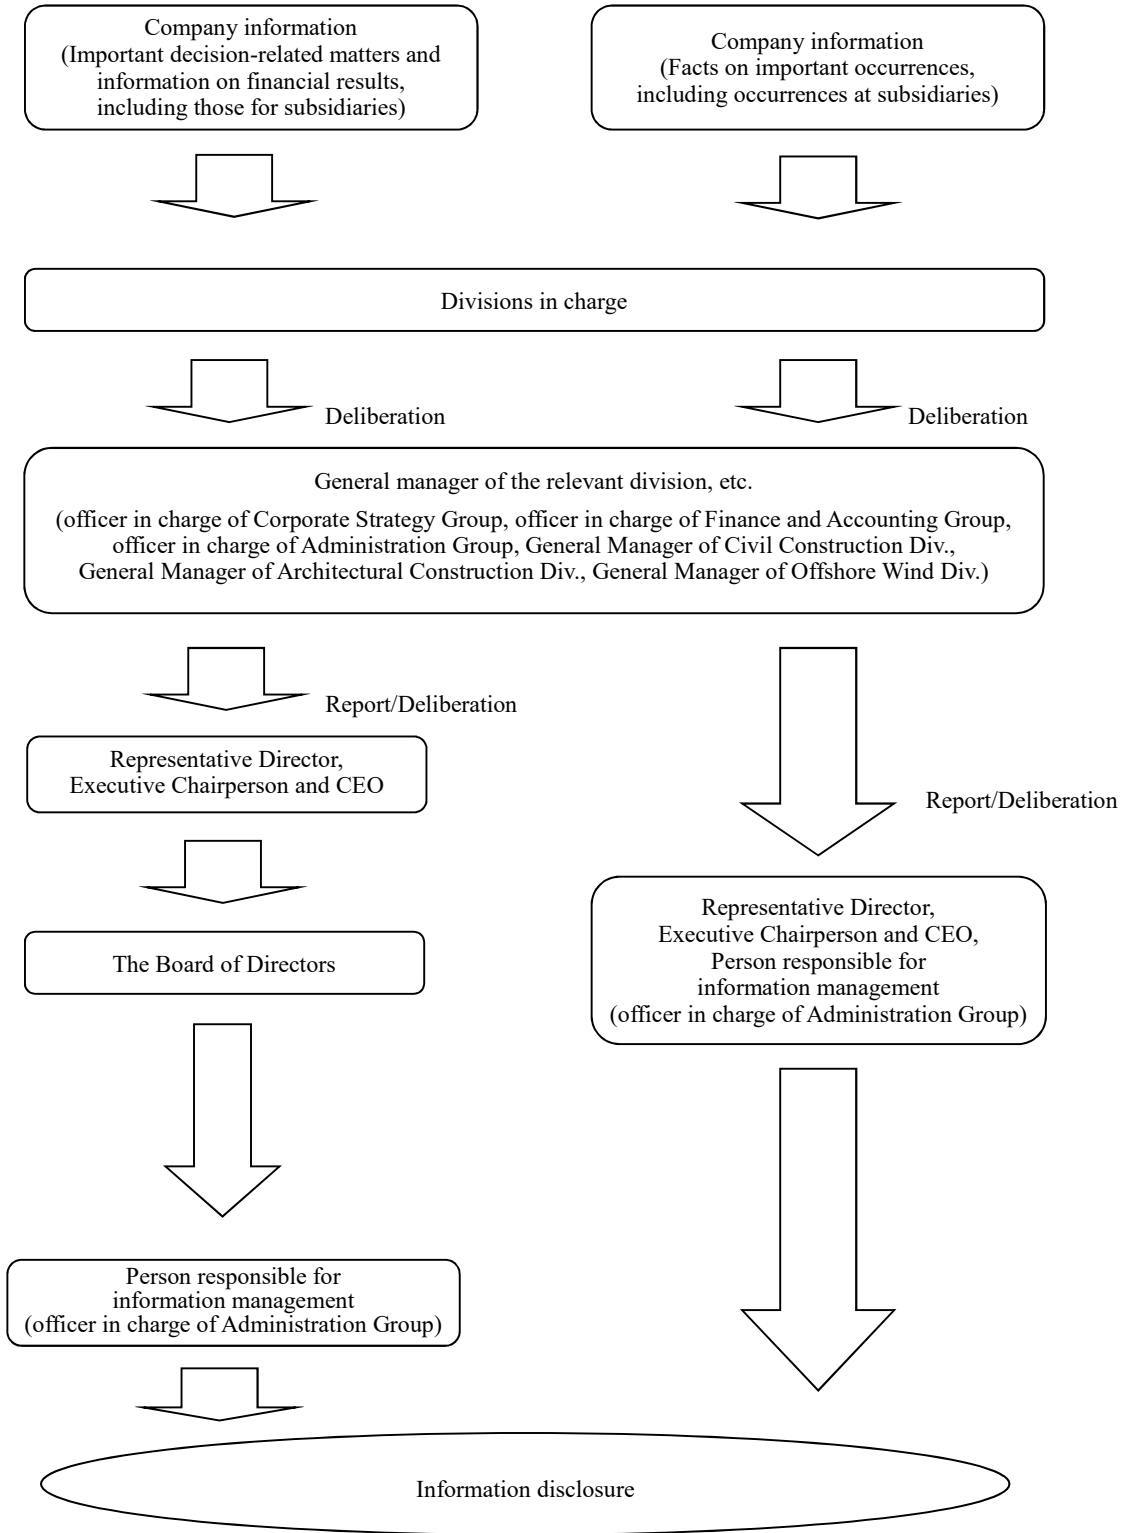 Company information
(Important decision-related matters and
information on financial results,
including those for subsidiaries)
Company information
(Facts on important occurrences,
including occurrences at subsidiaries)
Divisions in charge
Deliberation
Deliberation
General manager of the relevant division, etc.
(officer in charge of Corporate Strategy Group, officer in charge of Finance and Accounting Group,
officer in charge of Administration Group, General Manager of Civil Construction Div.,
General Manager of Architectural Construction Div., General Manager of Offshore Wind Div.)
Report/Deliberation
Representative Director,
Executive Chairperson and CEO
Report/Deliberation
The Board of Directors
Representative Director,
Executive Chairperson and CEO,
Person responsible for
information management
(officer in charge of Administration Group)
Person responsible for
information management
(officer in charge of Administration Group)
Information disclosure